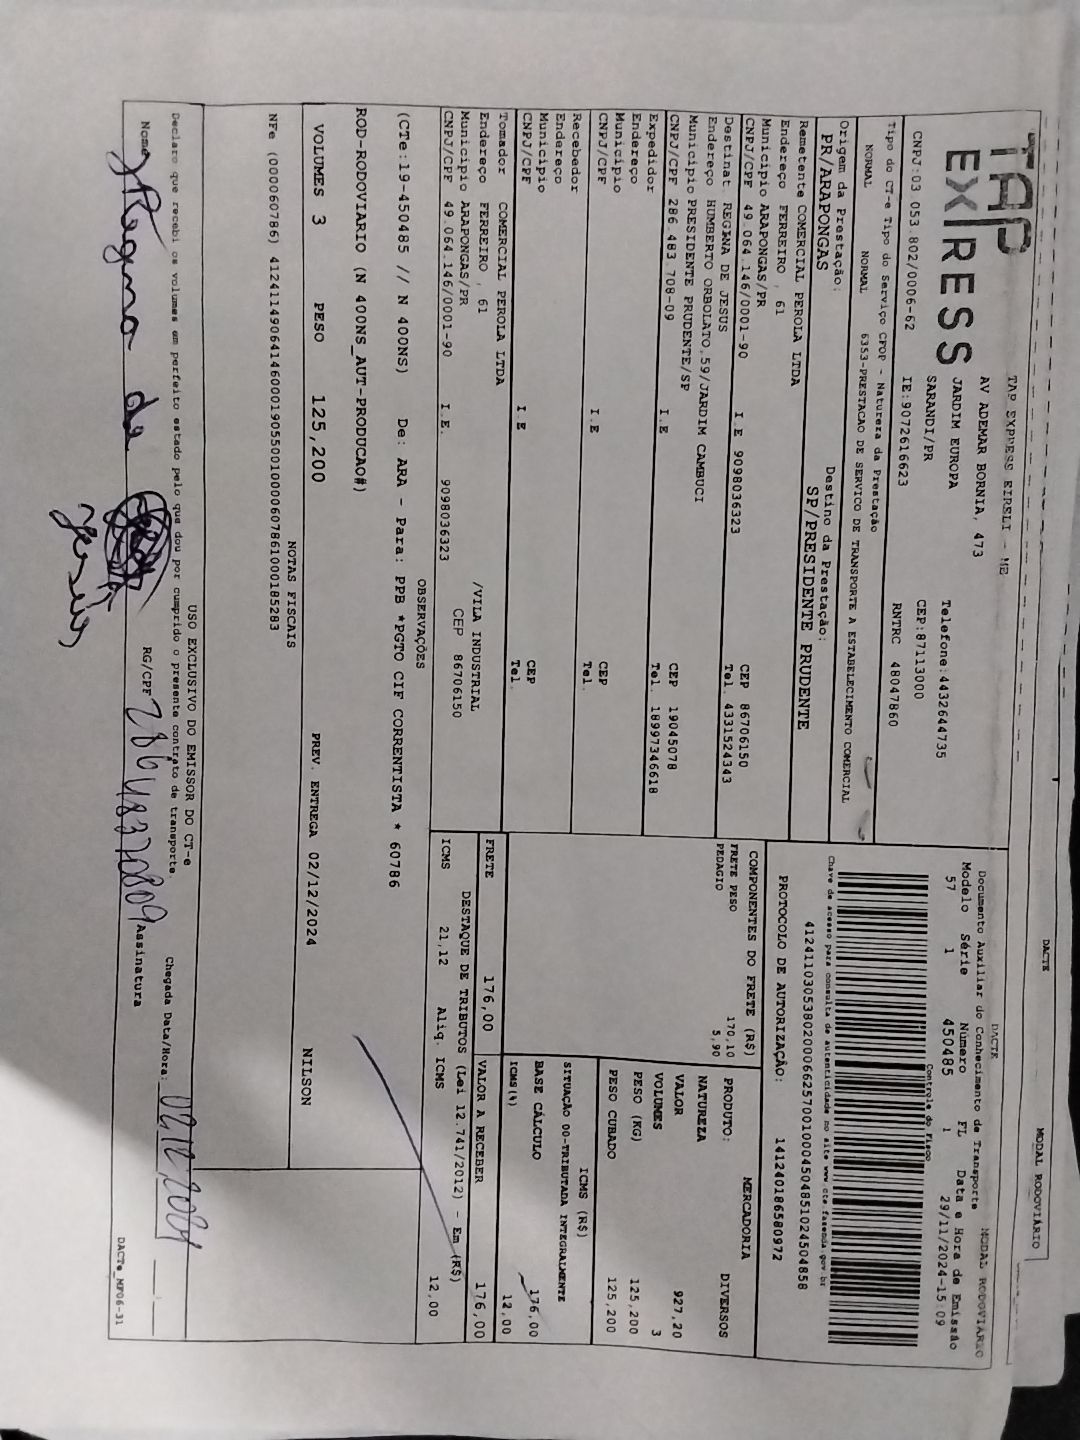 DACTE MODAL RODOVIÁRIO
TAP EXPRESS EIRELI - ME
DACTE MODAL RODOVIÁRIO
TAP
EXPRESS
AV ADEMAR BORNIA, 473
JARDIM EUROPA
SARANDI/PR
Telefone:4432644735
CEP:87113000
CNPJ:03.053.802/0006-62 IE:9072616623 RNTRC 48047860
Documento Auxiliar do Conhecimento de Transporte
Modelo Série Número FL Data e Hora de Emissão
57 1 450485 1 29/11/2024-15:09
Controle do Fisco
Tipo do CT-e Tipo do Serviço CFOP - Natureza da Prestação
NORMAL NORMAL 6353-PRESTACAO DE SERVICO DE TRANSPORTE A ESTABELECIMENTO COMERCIAL
Chave de acesso para consulta de autenticidade no site www.cte.fazenda.gov.br
41241103053802000662570010004504851024504858
PROTOCOLO DE AUTORIZAÇÃO: 141240186580972
Origem da Prestação: Destino da Prestação:
PR/ARAPONGAS SP/PRESIDENTE PRUDENTE
Remetente COMERCIAL PEROLA LTDA
Endereço FERREIRO , 61
Município ARAPONGAS/PR CEP 86706150
CNPJ/CPF 49.064.146/0001-90 I.E 9098036323 Tel. 4331524343
Destinat REGINA DE JESUS
Endereço HUMBERTO ORBOLATO,59/JARDIM CAMBUCI
Município PRESIDENTE PRUDENTE/SP CEP 19045078
CNPJ/CPF 286.483.708-09 I.E Tel. 18997346618
Expedidor
Endereço
Município CEP
CNPJ/CPF I.E Tel.
Recebedor
Endereço
Município CEP
CNPJ/CPF I.E Tel.
Tomador COMERCIAL PEROLA LTDA
Endereço FERREIRO , 61 /VILA INDUSTRIAL
Município ARAPONGAS/PR CEP 86706150
CNPJ/CPF 49.064.146/0001-90 I.E. 9098036323
COMPONENTES DO FRETE (R$)
FRETE PESO 170,10
PEDAGIO 5,90
PRODUTO: MERCADORIA
NATUREZA DIVERSOS
VALOR 927,20
VOLUMES 3
PESO (KG) 125,200
PESO CUBADO 125,200
ICMS (R$)
SITUAÇÃO 00-TRIBUTADA INTEGRALMENTE
BASE CÁLCULO 176,00
ICMS(%) 12,00
FRETE 176,00 VALOR A RECEBER 176,00
DESTAQUE DE TRIBUTOS (Lei 12.741/2012) - Em (R$)
ICMS 21,12 Aliq. ICMS 12,00
OBSERVAÇÕES
(CTe:19-450485 // N 400NS) De: ARA - Para: PPB *PGTO CIF CORRENTISTA * 60786
ROD-RODOVIARIO (N 400NS_AUT-PRODUCAO#)
VOLUMES 3 PESO 125,200 PREV. ENTREGA 02/12/2024 NILSON
NOTAS FISCAIS
NFe (000060786) 41241149064146000190550010000607861000185283
USO EXCLUSIVO DO EMISSOR DO CT-e
Declaro que recebi os volumes em perfeito estado pelo que dou por cumprido o presente contrato de transporte.
Chegada Data/Hora: 02/12/2024
Nome Regina de RG/CPF 28648370809 Assinatura
Jesus
DACTe_MF06-31